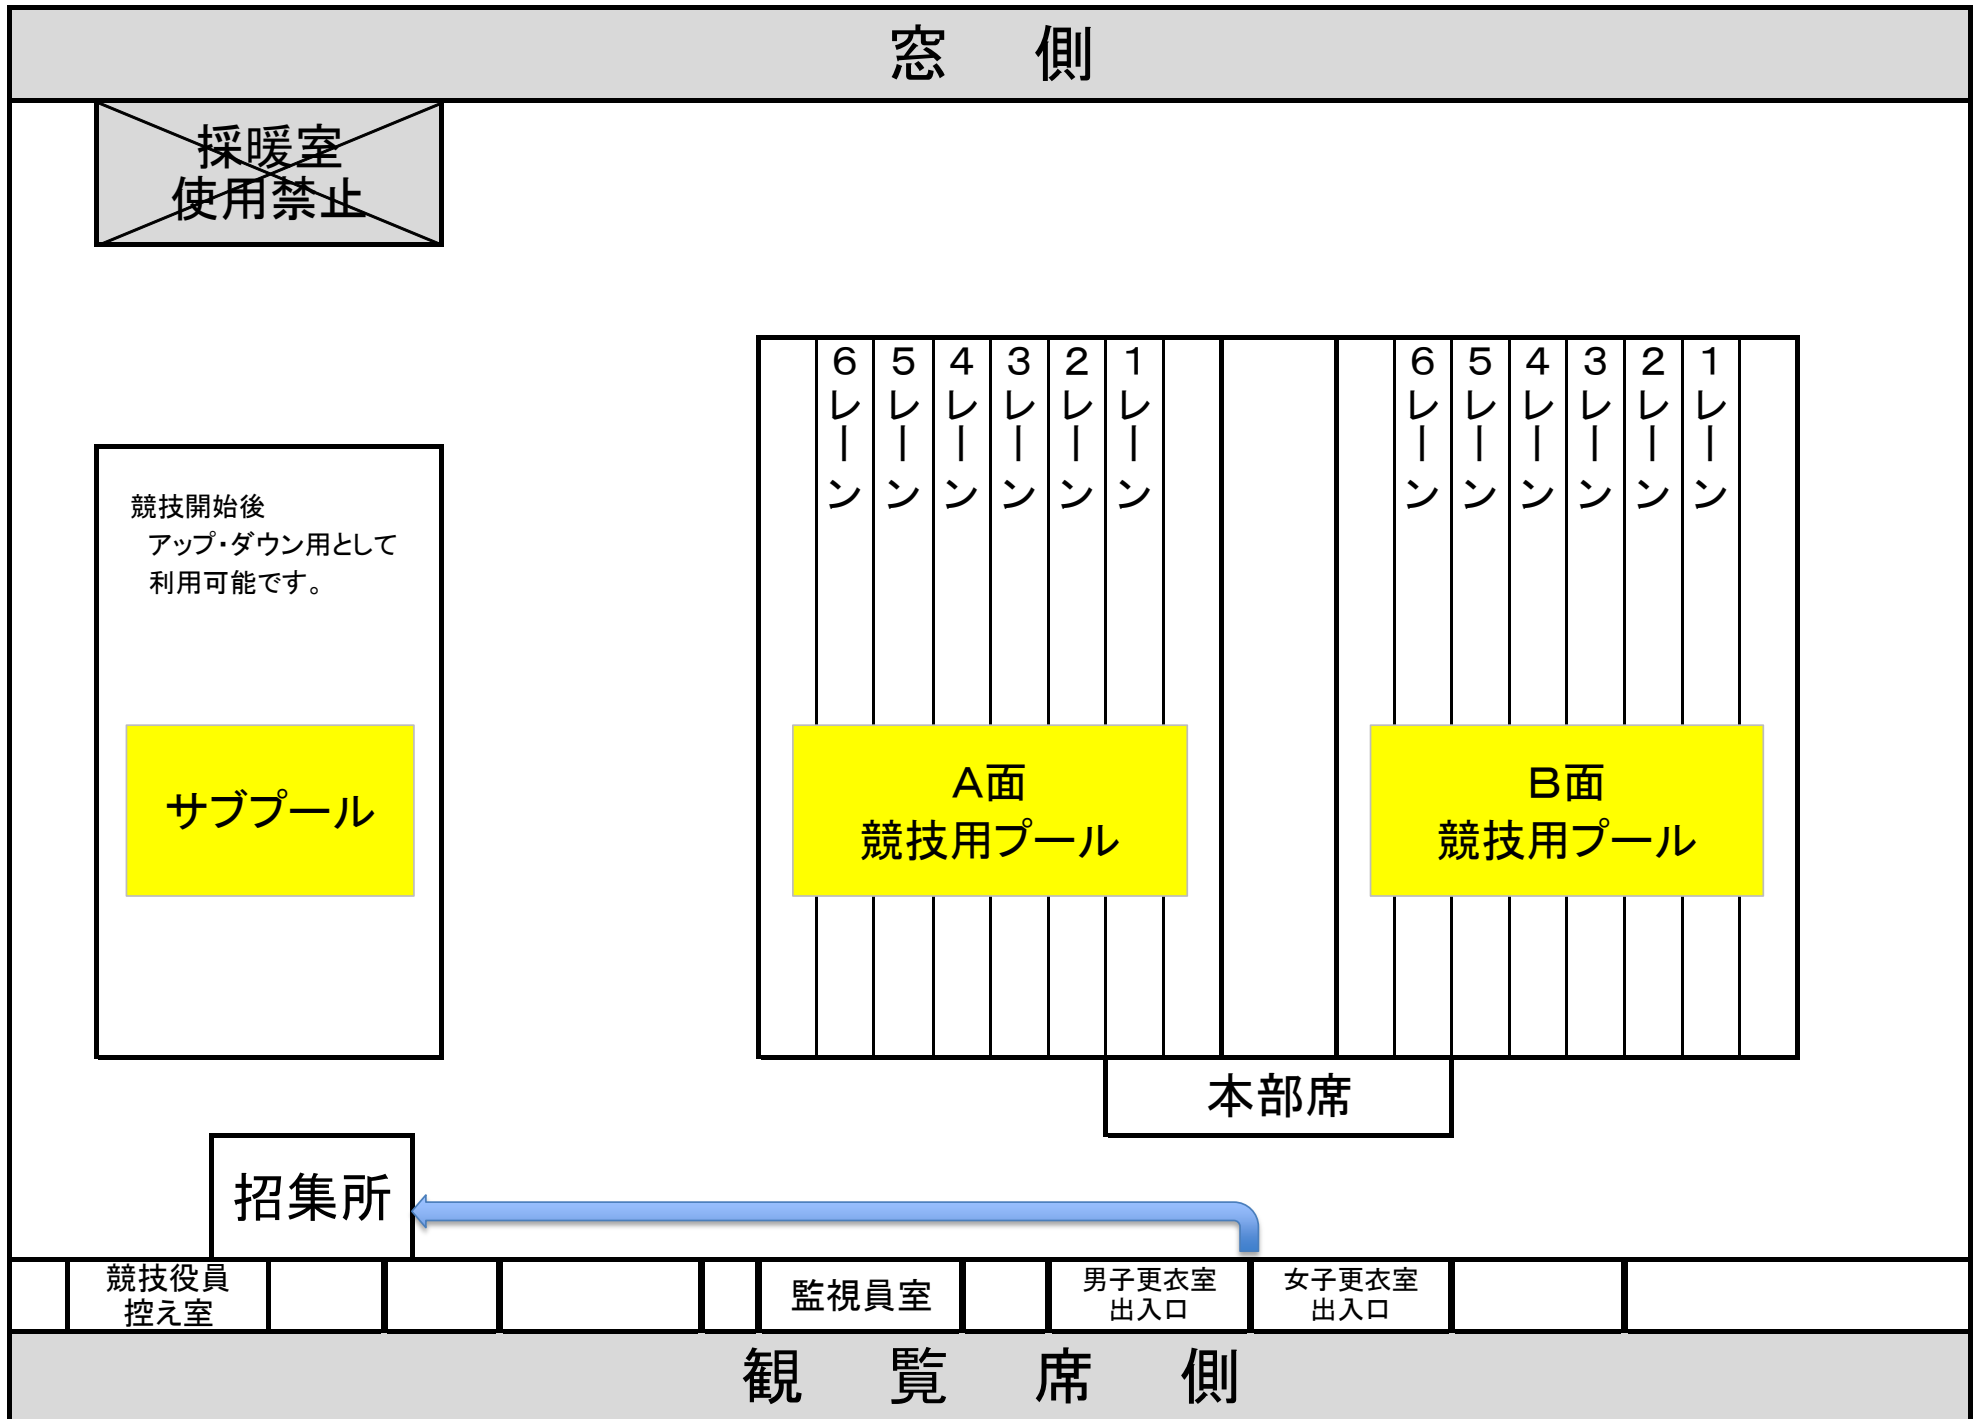 窓　側
採暖室
使用禁止
６レーン
５レーン
４レーン
３レーン
２レーン
１レーン
６レーン
５レーン
４レーン
３レーン
２レーン
１レーン
競技開始後
アップ・ダウン用として
利用可能です。
サブプール
Ａ面
競技用プール
Ｂ面
競技用プール
本部席
招集所
競技役員
控え室
監視員室
男子更衣室
出入口
女子更衣室
出入口
観　覧　席　側